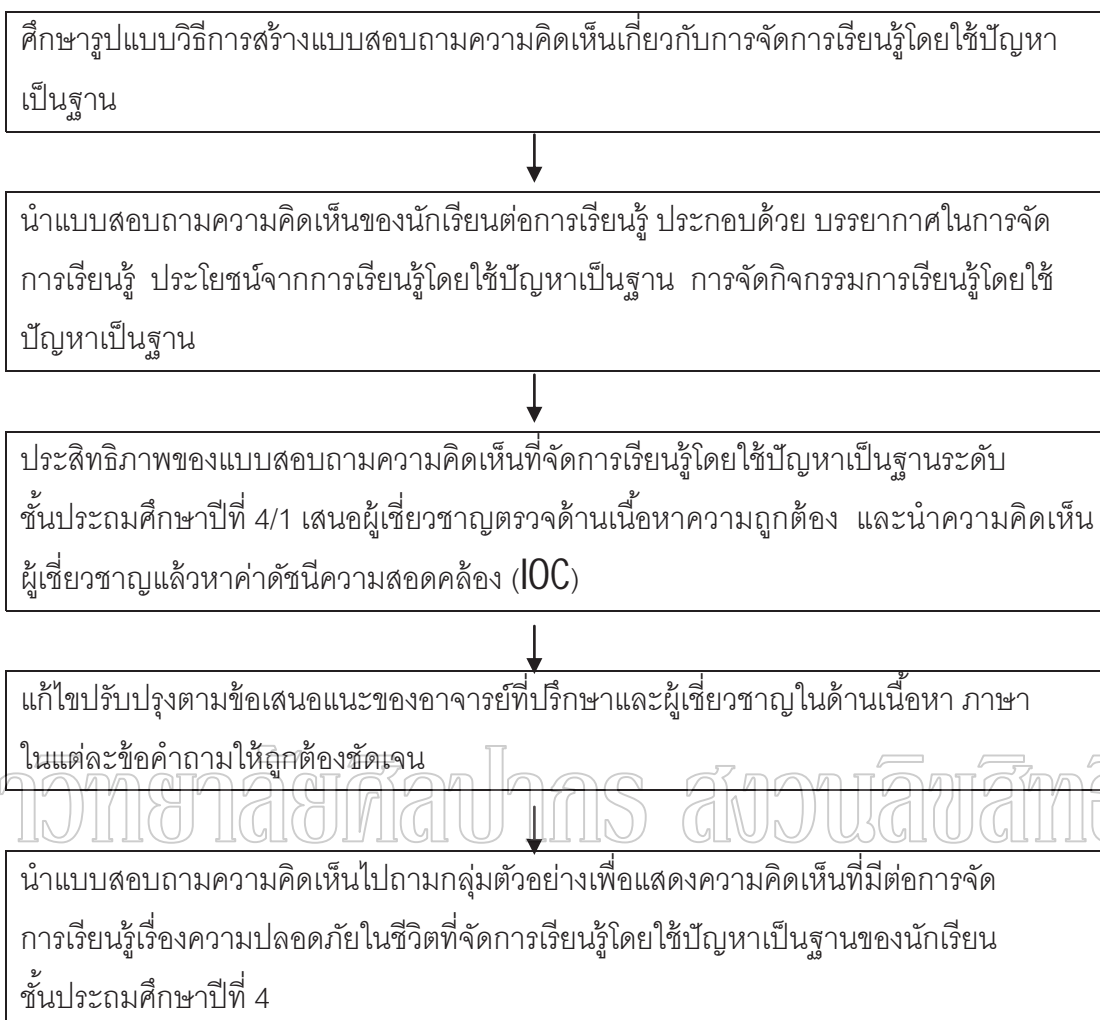 ศึกษารูปแบบวิธีการสร้างแบบสอบถามความคิดเห็นเกี่ยวกับการจัดการเรียนรู้โดยใช้ปัญหา
เป็นฐาน
นำแบบสอบถามความคิดเห็นของนักเรียนต่อการเรียนรู้ ประกอบด้วย บรรยากาศในการจัด
การเรียนรู้ ประโยชน์จากการเรียนรู้โดยใช้ปัญหาเป็นฐาน การจัดกิจกรรมการเรียนรู้โดยใช้
ปัญหาเป็นฐาน
ประสิทธิภาพของแบบสอบถามความคิดเห็นที่จัดการเรียนรู้โดยใช้ปัญหาเป็นฐานระดับ
ชั้นประถมศึกษาปีที่ 4/1 เสนอผู้เชี่ยวชาญตรวจด้านเนื้อหาความถูกต้อง และนำความคิดเห็น
ผู้เชี่ยวชาญแล้วหาค่าดัชนีความสอดคล้อง (IOC)
แก้ไขปรับปรุงตามข้อเสนอแนะของอาจารย์ที่ปรึกษาและผู้เชี่ยวชาญในด้านเนื้อหา ภาษา
ในแต่ละข้อคำถามให้ถูกต้องชัดเจน
าวิทยาลัยศิลปากร สงวนลิขสิทธิ
นำแบบสอบถามความคิดเห็นไปถามกลุ่มตัวอย่างเพื่อแสดงความคิดเห็นที่มีต่อการจัด
การเรียนรู้เรื่องความปลอดภัยในชีวิตที่จัดการเรียนรู้โดยใช้ปัญหาเป็นฐานของนักเรียน
ชั้นประถมศึกษาปีที่ 4